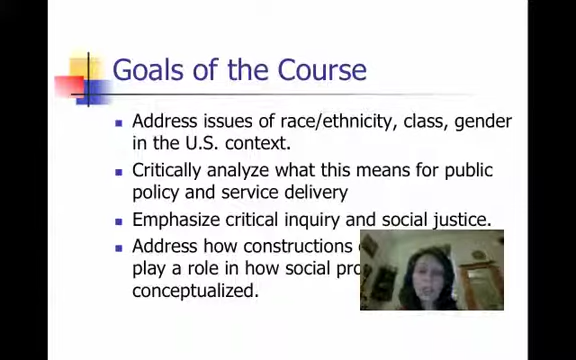 Goals of the Course
Address issues of race/ethnicity, class, gender
in the U.S. context.
Critically analyze what this means for public
policy and service delivery
Emphasize critical inquiry and social justice.
Address how constructions
play a role in how social
conceptualized.